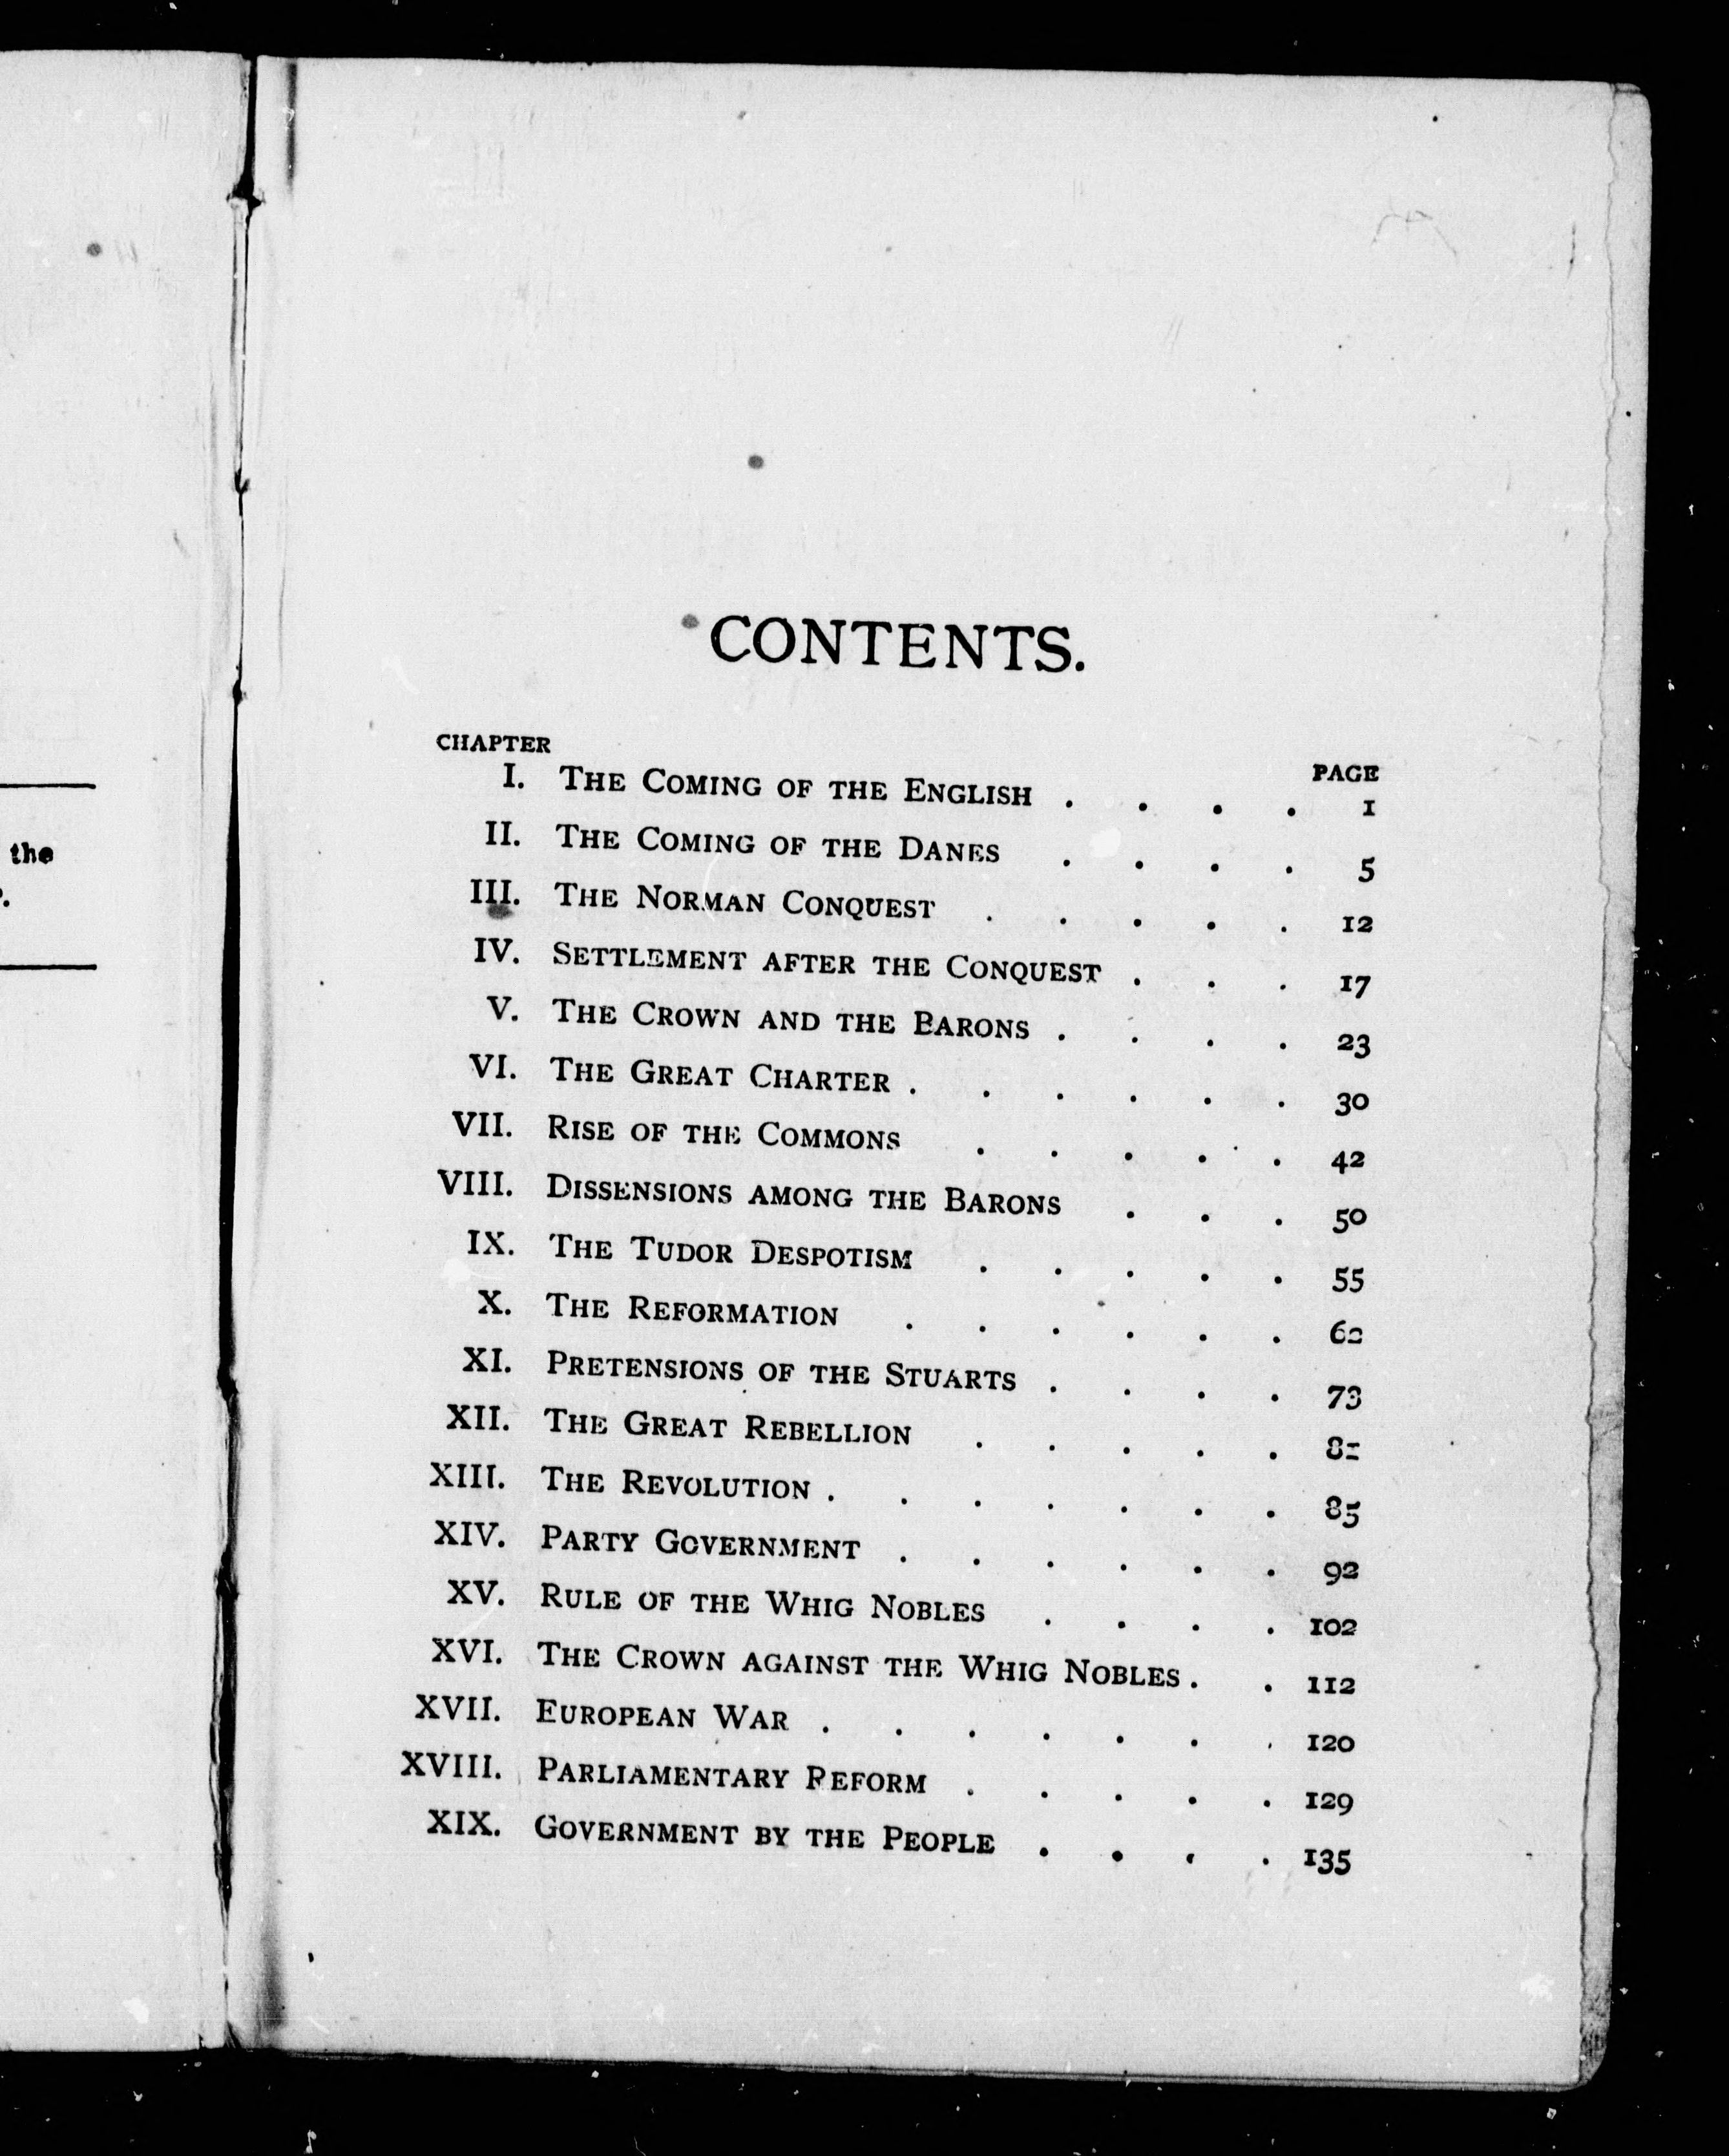 the
CONTENTS.
CHAPTER PAGE
I. THE COMING OF THE ENGLISH . . . . 1
II. THE COMING OF THE DANES . . . . 5
III. THE NORMAN CONQUEST . . . . . 12
IV. SETTLEMENT AFTER THE CONQUEST . . . 17
V. THE CROWN AND THE BARONS . . . . 23
VI. THE GREAT CHARTER . . . . . . 30
VII. RISE OF THE COMMONS . . . . . 42
VIII. DISSENSIONS AMONG THE BARONS . . . 50
IX. THE TUDOR DESPOTISM . . . . . 55
X. THE REFORMATION . . . . . .
XI. PRETENSIONS OF THE STUARTS . . . . 73
XII. THE GREAT REBELLION . . . . .
XIII. THE REVOLUTION . . . . . . . 85
XIV. PARTY GOVERNMENT . . . . . . 92
XV. RULE OF THE WHIG NOBLES . . . . 102
XVI. THE CROWN AGAINST THE WHIG NOBLES . . 112
XVII. EUROPEAN WAR . . . . . . . 120
XVIII. PARLIAMENTARY REFORM . . . . . 129
XIX. GOVERNMENT BY THE PEOPLE . . . . 135